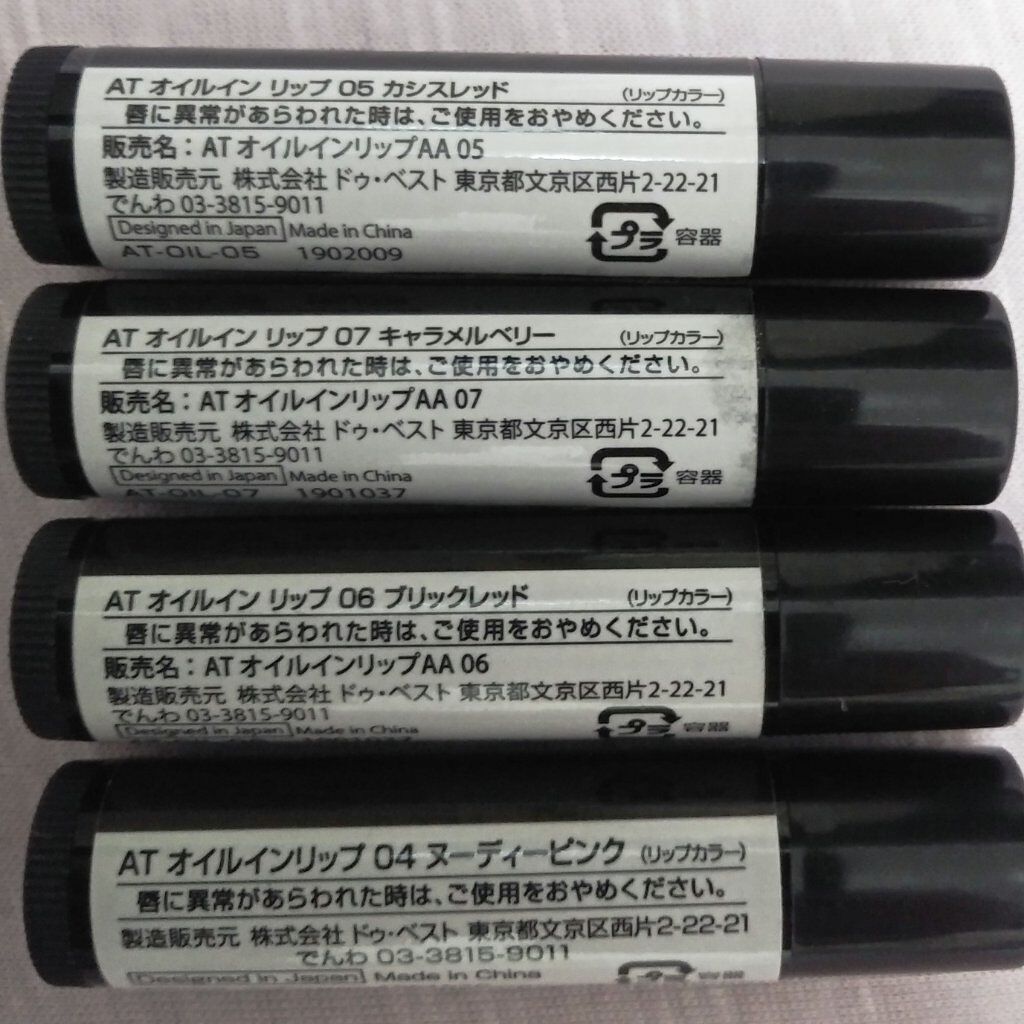 AT オイルイン リップ 05 カシスレッド (リップカラー)
唇に異常があらわれた時は、ご使用をおやめください。
販売名：AT オイルインリップAA 05
製造販売元 株式会社 ドゥ・ベスト 東京都文京区西片2-22-21
でんわ 03-3815-9011
Designed in Japan Made in China
プラ 容器
AT-OIL-05 1902009
AT オイルイン リップ 07 キャラメルベリー (リップカラー)
唇に異常があらわれた時は、ご使用をおやめください。
販売名：AT オイルインリップAA 07
製造販売元 株式会社 ドゥ・ベスト 東京都文京区西片2-22-21
でんわ 03-3815-9011
Designed in Japan Made in China
プラ 容器
AT-OIL-07 1901037
AT オイルイン リップ 06 ブリックレッド (リップカラー)
唇に異常があらわれた時は、ご使用をおやめください。
販売名：AT オイルインリップAA 06
製造販売元 株式会社 ドゥ・ベスト 東京都文京区西片2-22-21
でんわ 03-3815-9011
Designed in Japan Made in China
プラ 容器
AT オイルインリップ 04 ヌーディーピンク (リップカラー)
唇に異常があらわれた時は、ご使用をおやめください。
製造販売元 株式会社 ドゥ・ベスト 東京都文京区西片2-22-21
でんわ 03-3815-9011
Designed in Japan Made in China
プラ 容器